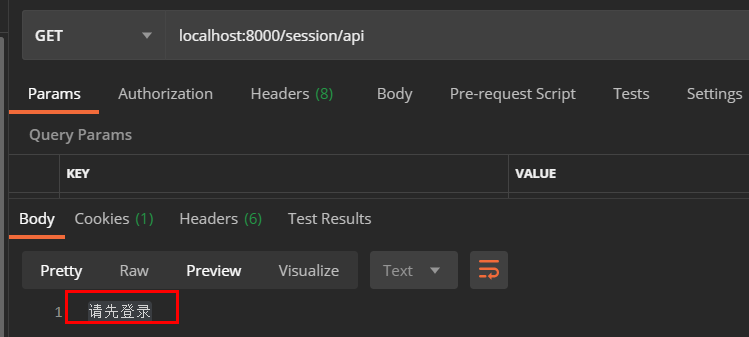 GET localhost:8000/session/api
Params Authorization Headers (8) Body Pre-request Script Tests Settings
Query Params
KEY VALUE
Body Cookies (1) Headers (6) Test Results
Pretty Raw Preview Visualize Text
1 请先登录